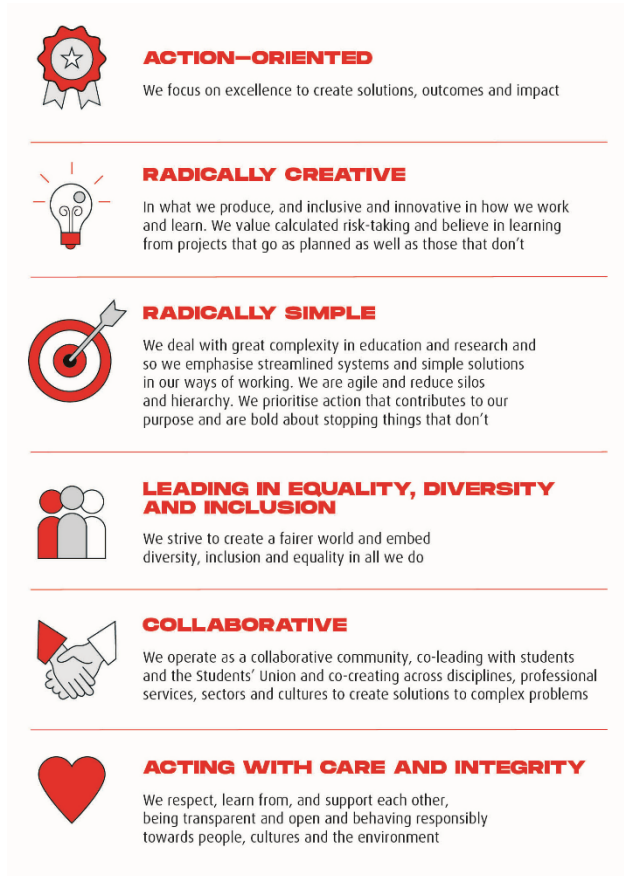 ACTION–ORIENTED
We focus on excellence to create solutions, outcomes and impact
RADICALLY CREATIVE
In what we produce, and inclusive and innovative in how we work
and learn. We value calculated risk-taking and believe in learning
from projects that go as planned as well as those that don’t
RADICALLY SIMPLE
We deal with great complexity in education and research and
so we emphasise streamlined systems and simple solutions
in our ways of working. We are agile and reduce silos
and hierarchy. We prioritise action that contributes to our
purpose and are bold about stopping things that don’t
LEADING IN EQUALITY, DIVERSITY
AND INCLUSION
We strive to create a fairer world and embed
diversity, inclusion and equality in all we do
COLLABORATIVE
We operate as a collaborative community, co-leading with students
and the Students’ Union and co-creating across disciplines, professional
services, sectors and cultures to create solutions to complex problems
ACTING WITH CARE AND INTEGRITY
We respect, learn from, and support each other,
being transparent and open and behaving responsibly
towards people, cultures and the environment